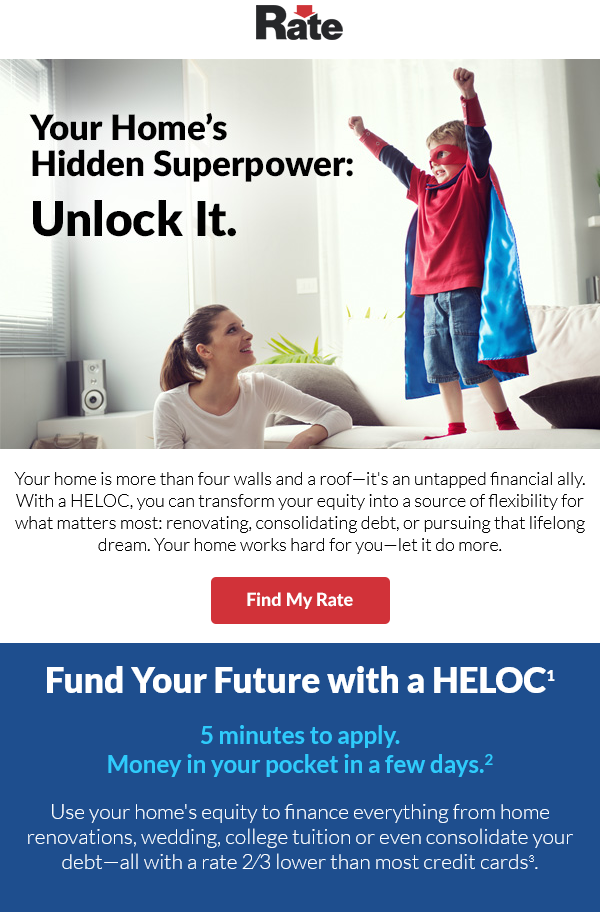 Rate
Your Home’s
Hidden Superpower:
Unlock It.
Your home is more than four walls and a roof—it's an untapped financial ally.
With a HELOC, you can transform your equity into a source of flexibility for
what matters most: renovating, consolidating debt, or pursuing that lifelong
dream. Your home works hard for you—let it do more.
Find My Rate
Fund Your Future with a HELOC¹
5 minutes to apply.
Money in your pocket in a few days.²
Use your home's equity to finance everything from home
renovations, wedding, college tuition or even consolidate your
debt—all with a rate 2/3 lower than most credit cards³.